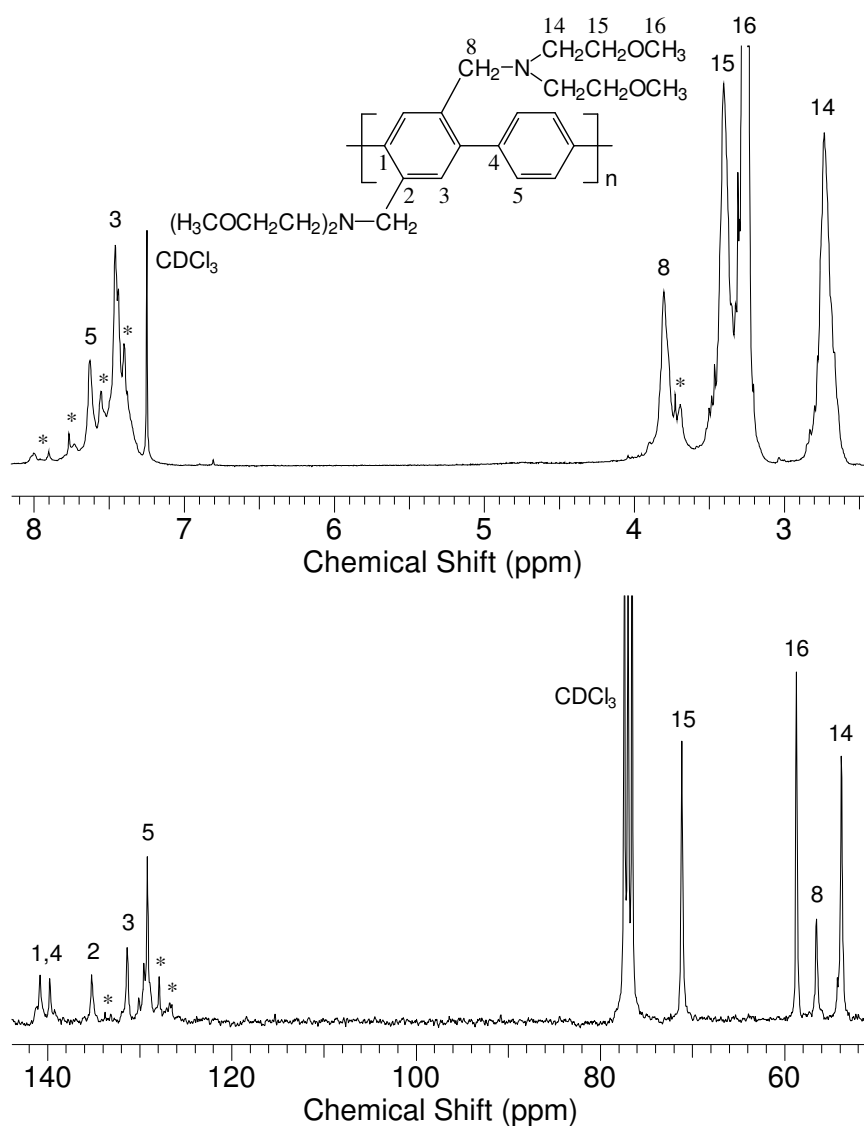 14 15 16
8 CH2CH2OCH3
CH2 N
CH2CH2OCH3
1 4 n
2 3 5
(H3COCH2CH2)2N CH2
3
CDCl3
5
*
*
*
*
8
*
15
16
14
8 7 6 5 4 3
Chemical Shift (ppm)
CDCl3
16
15
14
8
5
1,4
2
3
*
*
*
140 120 100 80 60
Chemical Shift (ppm)